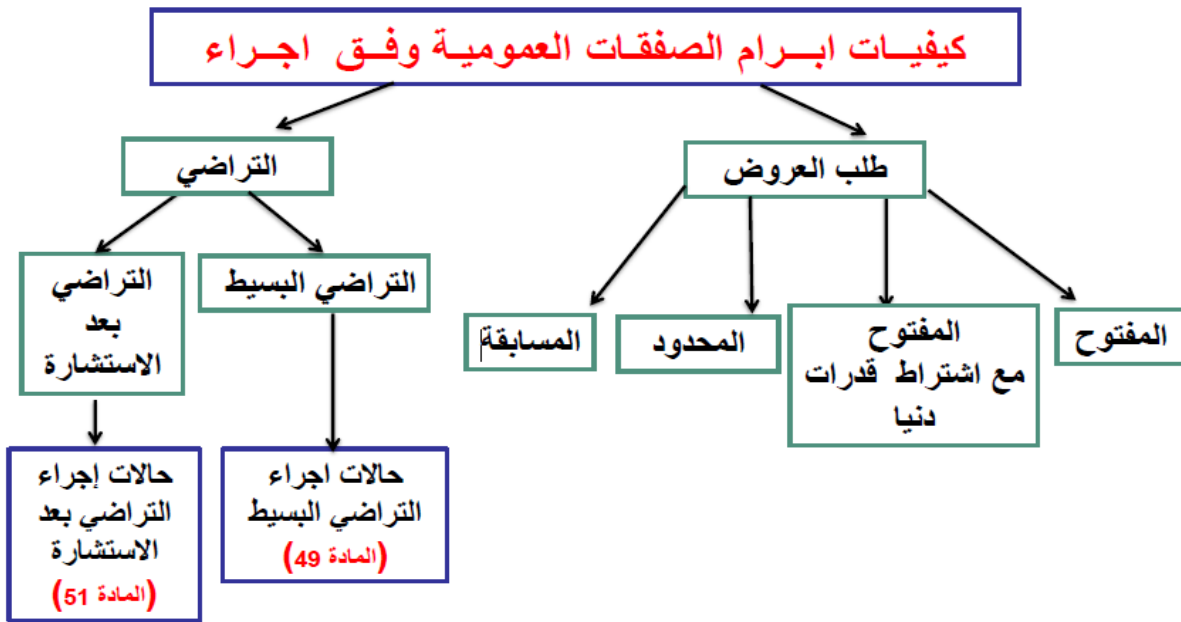 كيفيات ابرام الصفقات العمومية وفق اجراء
طلب العروض
التراضي
المفتوح
المفتوح
مع اشتراط قدرات
دنيا
المحدود
المسابقة
التراضي البسيط
التراضي
بعد
الاستشارة
حالات اجراء
التراضي البسيط
(المادة 49)
حالات إجراء
التراضي بعد
الاستشارة
(المادة 51)